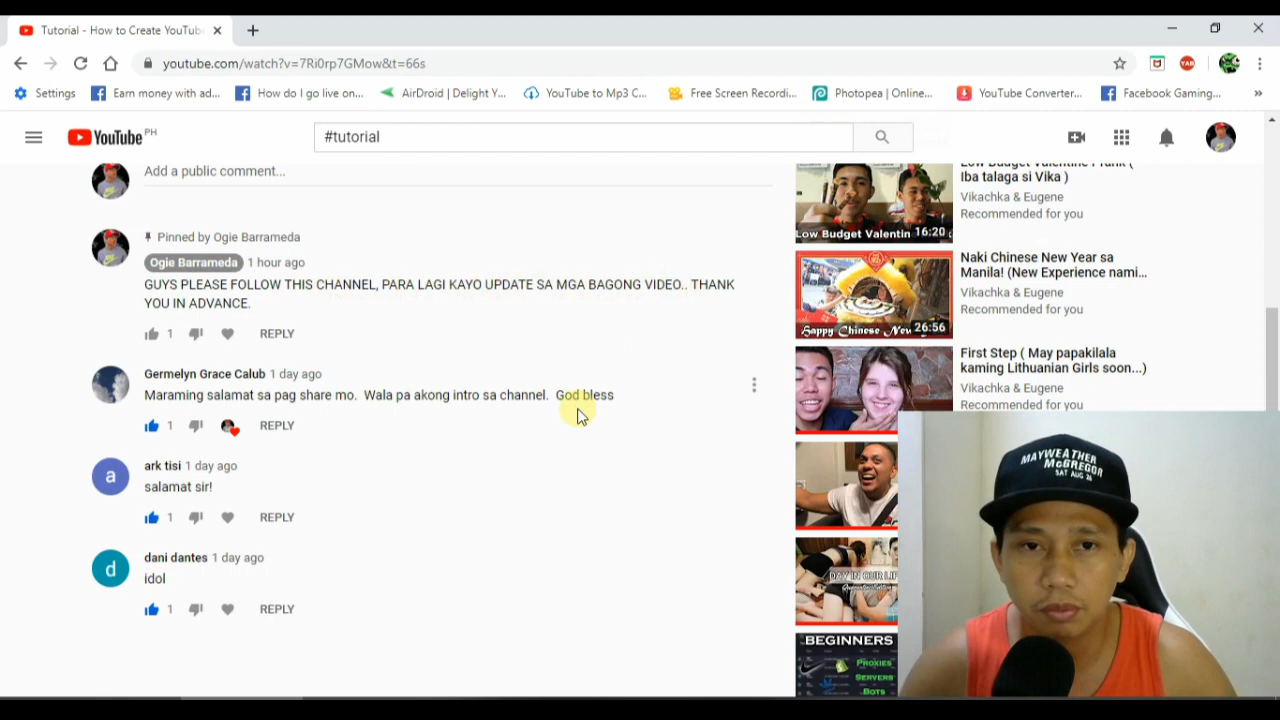 Tutorial - How to Create YouTub
youtube.com/watch?v=7Ri0rp7GMow&t=66s
Settings
Earn money with ad...
How do I go live on...
AirDroid | Delight Y...
YouTube to Mp3 C...
Free Screen Recordi...
Photopea | Online...
YouTube Converter...
Facebook Gaming...
YouTube PH
#tutorial
Add a public comment...
Pinned by Ogie Barrameda
Ogie Barrameda 1 hour ago
GUYS PLEASE FOLLOW THIS CHANNEL, PARA LAGI KAYO UPDATE SA MGA BAGONG VIDEO.. THANK
YOU IN ADVANCE.
1 REPLY
Germelyn Grace Calub 1 day ago
Maraming salamat sa pag share mo. Wala pa akong intro sa channel. God bless
1 REPLY
a
ark tisi 1 day ago
salamat sir!
1 REPLY
d
dani dantes 1 day ago
idol
1 REPLY
Low Budget Valentin
16:20
Low Budget Valentine Prank (
Iba talaga si Vika )
Vikachka & Eugene
Recommended for you
Happy Chinese New
26:56
Naki Chinese New Year sa
Manila! (New Experience nami...
Vikachka & Eugene
Recommended for you
First Step ( May papakilala
kaming Lithuanian Girls soon...)
Vikachka & Eugene
Recommended for you
DAY IN OUR LIF
BEGINNERS
PROXIES
SERVERS
BOTS
MAYWEATHER
McGREGOR
SAT AUG 26